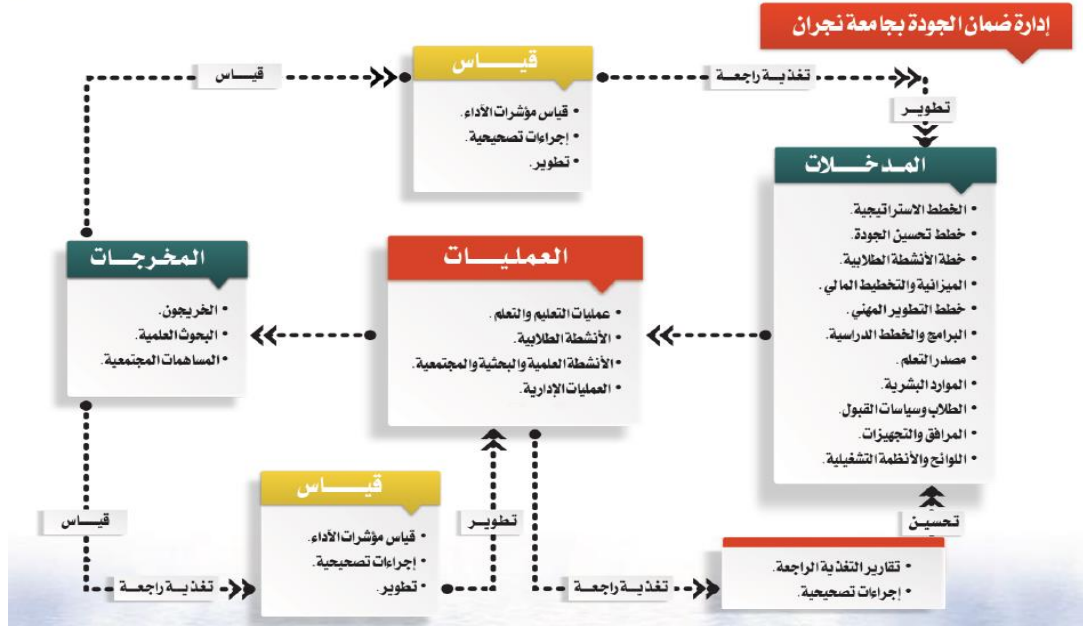 إدارة ضمان الجودة بجامعة نجران
قيـــاس
قيـــاس
تغذيـة راجعـة
تطويـر
• قياس مؤشرات الأداء.
• إجراءات تصحيحية.
• تطوير.
المـدخـــلات
• الخطط الاستراتيجية.
• خطط تحسين الجودة.
• خطة الأنشطة الطلابية.
• الميزانية والتخطيط المالي.
• خطط التطوير المهني.
• البرامج والخطط الدراسية.
• مصدر التعلم.
• الموارد البشرية.
• الطلاب وسياسات القبول.
• المرافق والتجهيزات.
• اللوائح والأنظمة التشغيلية.
العمليـــات
• عمليات التعليم والتعلم.
• الأنشطة الطلابية.
• الأنشطة العلمية والبحثية والمجتمعية.
• العمليات الإدارية.
المخرجـــات
• الخريجون.
• البحوث العلمية.
• المساهمات المجتمعية.
تحسين
• تقارير التغذية الراجعة.
• إجراءات تصحيحية.
تغذيـة راجعـة
تطويـر
قيـــاس
• قياس مؤشرات الأداء.
• إجراءات تصحيحية.
• تطوير.
قيـــاس
تغذيـة راجعـة